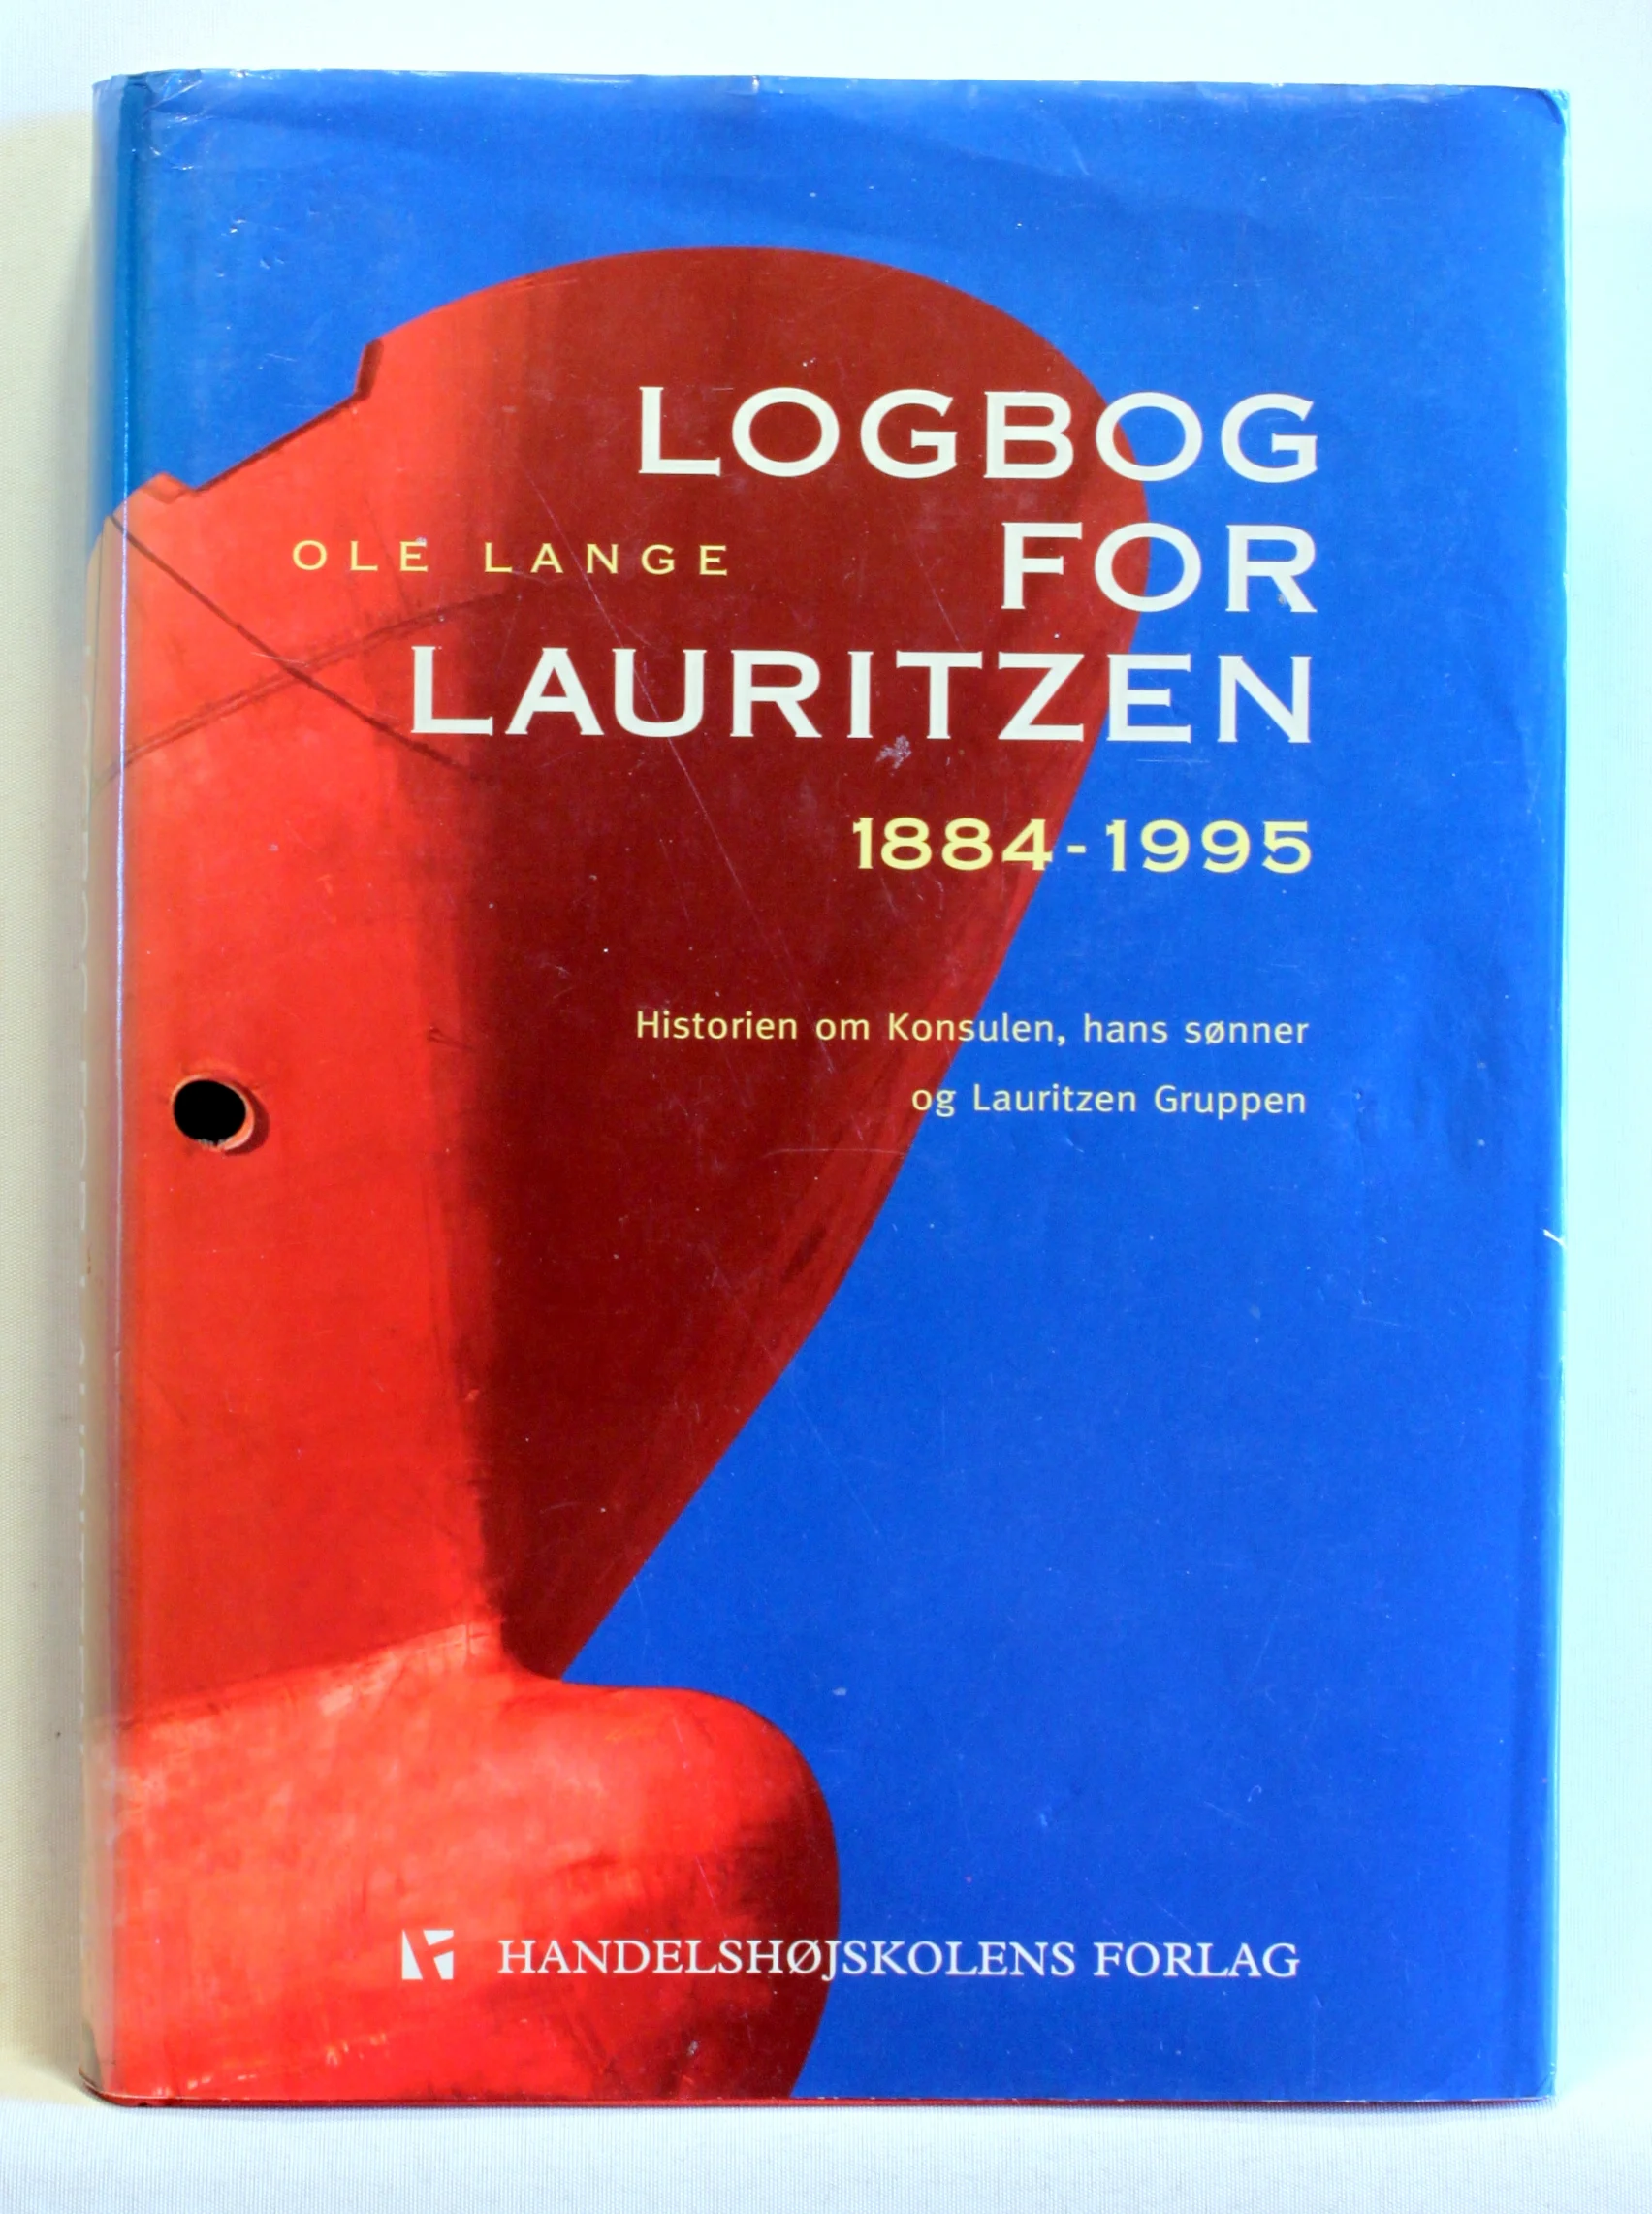 LOGBOG
FOR
OLE LANGE
LAURITZEN
1884-1995
Historien om Konsulen, hans sønner
og Lauritzen Gruppen
HANDELSHØJSKOLENS FORLAG